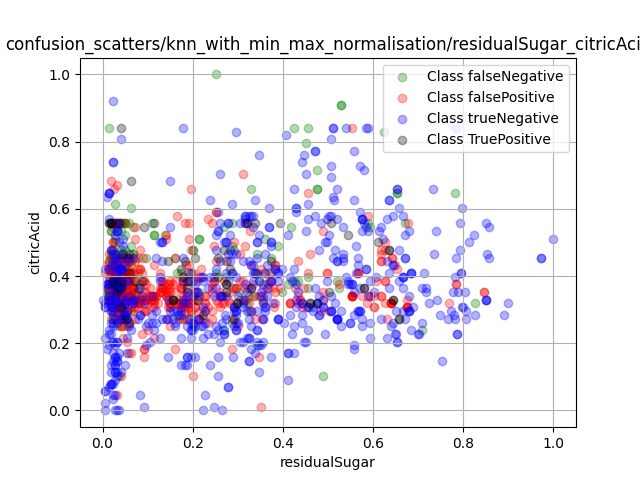 confusion_scatters/knn_with_min_max_normalisation/residualSugar_citricAci
Class falseNegative
Class falsePositive
Class trueNegative
Class TruePositive
citricAcid
1.0
0.8
0.6
0.4
0.2
0.0
0.0 0.2 0.4 0.6 0.8 1.0
residualSugar